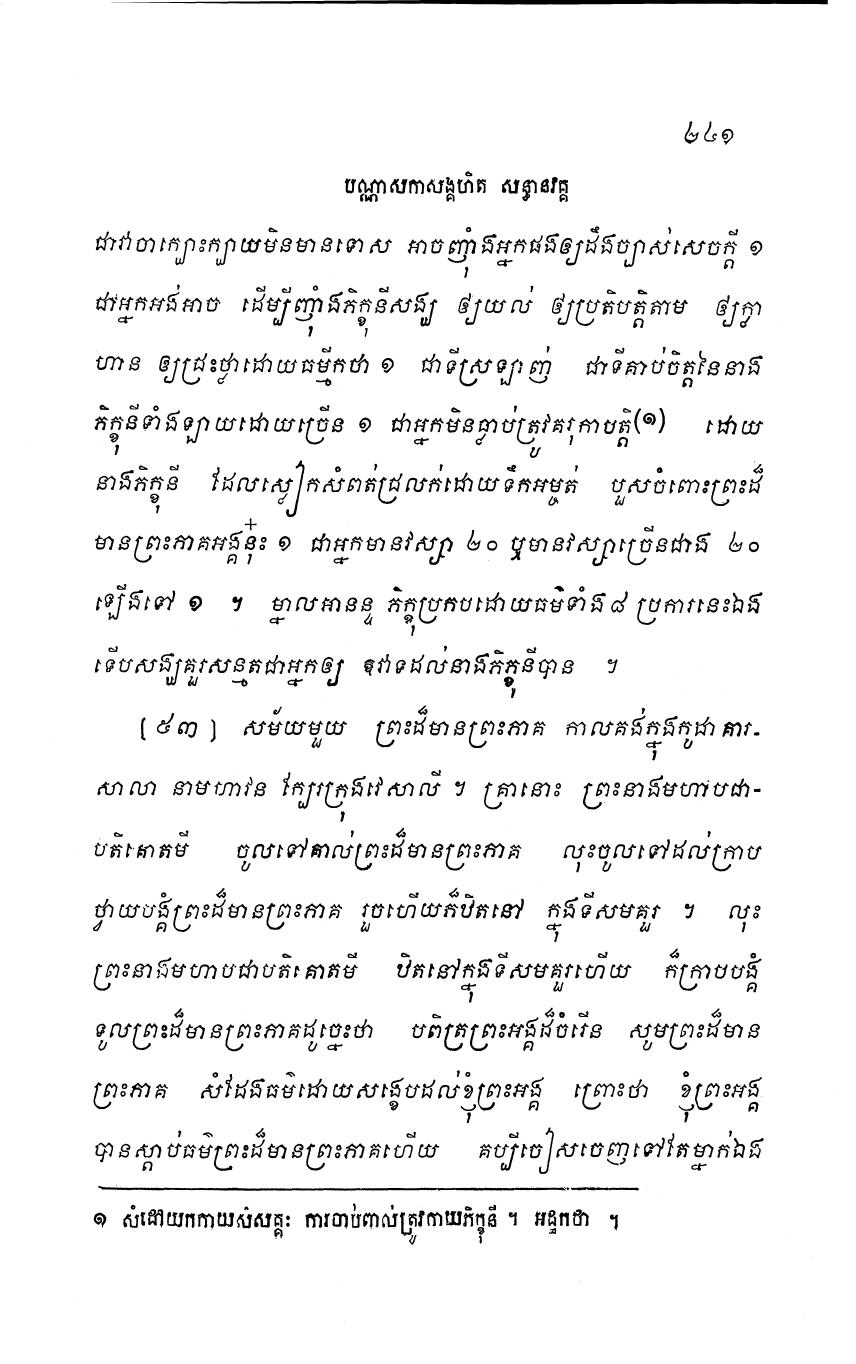 ២៤១
បណ្ណាសកាសង្គហិត សន្ធានវគ្គ
ជាវាចាក្បោះក្បាយមិនមានទោស អាចញុំាងអ្នកផងឲ្យដឹងច្បាស់សេចក្តី ១
ជាអ្នកអង់អាច ដើម្បីញុំាងភិក្ខុនីសង្ឃ ឲ្យយល់ ឲ្យប្រតិបត្តិតាម ឲ្យក្លា
ហាន ឲ្យជ្រះថ្លាដោយធម្មីកថា ១ ជាទីស្រឡាញ់ ជាទីគាប់ចិត្តនៃនាង
ភិក្ខុនីទាំងឡាយដោយច្រើន ១ ជាអ្នកមិនធ្លាប់ត្រូវគរុកាបត្តិ(១) ដោយ
នាងភិក្ខុនី ដែលស្លៀកសំពត់ជ្រលក់ដោយទឹកអម្ចត់ បួសចំពោះព្រះដ៏
មានព្រះភាគអង្គនុ៎ះ ១ ជាអ្នកមានវស្សា ២០ ឬមានវស្សាច្រើនជាង ២០
ឡើងទៅ ១ ។ ម្នាលអានន្ទ ភិក្ខុប្រកបដោយធម៌ទាំង៨ ប្រការនេះឯង
ទើបសង្ឃគួរសន្មតជាអ្នកឲ្យ ឱវាទដល់នាងភិក្ខុនីបាន ។
[ ៥៣ ] សម័យមួយ ព្រះដ៏មានព្រះភាគ កាលគង់ក្នុងកូដាគារ-
សាលា នាមហាវន ក្បែរក្រុងវេសាលី ។ គ្រានោះ ព្រះនាងមហាបជា-
បតិគោតមី ចូលទៅគាល់ព្រះដ៏មានព្រះភាគ លុះចូលទៅដល់ក្រាប
ថ្វាយបង្គំព្រះដ៏មានព្រះភាគ រួចហើយក៏ឋិតនៅ ក្នុងទីសមគួរ ។ លុះ
ព្រះនាងមហាបជាបតិគោតមី ឋិតនៅក្នុងទីសមគួរហើយ ក៏ក្រាបបង្គំ
ទូលព្រះដ៏មានព្រះភាគដូច្នេះថា បពិត្រព្រះអង្គដ៏ចំរើន សូមព្រះដ៏មាន
ព្រះភាគ សំដែងធម៌ដោយសង្ខេបដល់ខ្ញុំព្រះអង្គ ព្រោះថា ខ្ញុំព្រះអង្គ
បានស្តាប់ធម៌ព្រះដ៏មានព្រះភាគហើយ គប្បីចៀសចេញទៅតែម្នាក់ឯង
១ សំដៅយកកាយសំសគ្គៈ ការចាប់ពាល់ត្រូវកាយភិក្ខុនី ។ អដ្ឋកថា ។